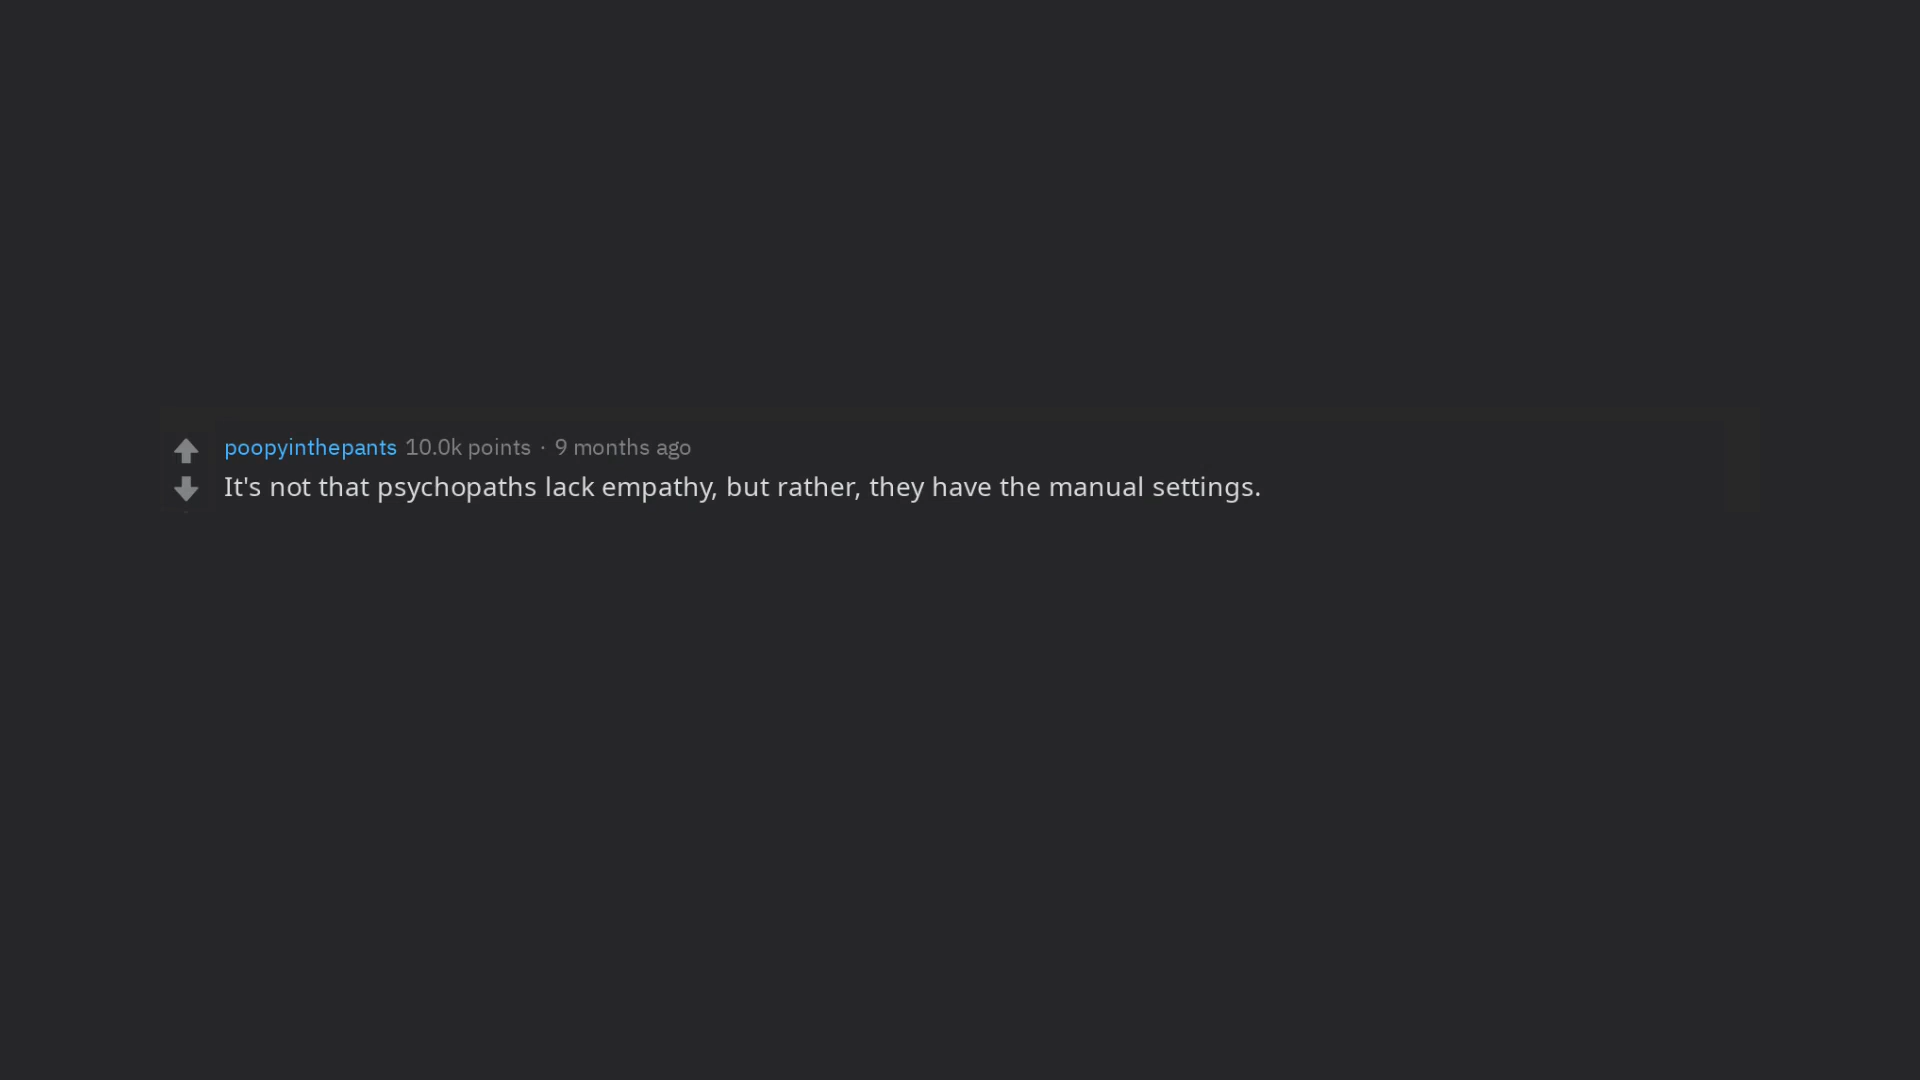 poopyinthepants 10.0k points · 9 months ago
It's not that psychopaths lack empathy, but rather, they have the manual settings.